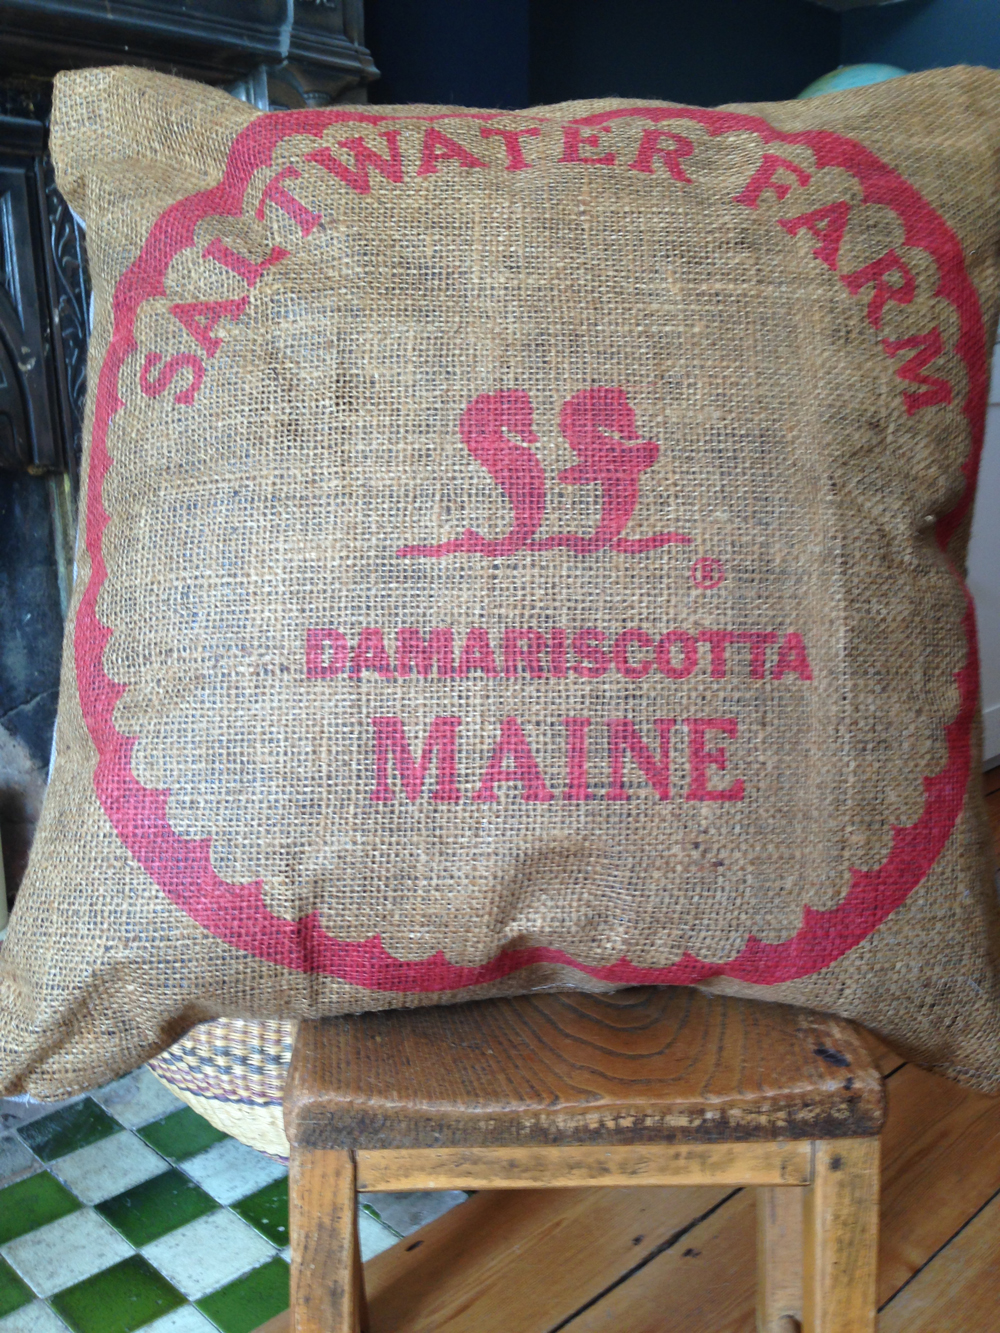 SALTWATER FARM
®
DAMARISCOTTA
MAINE